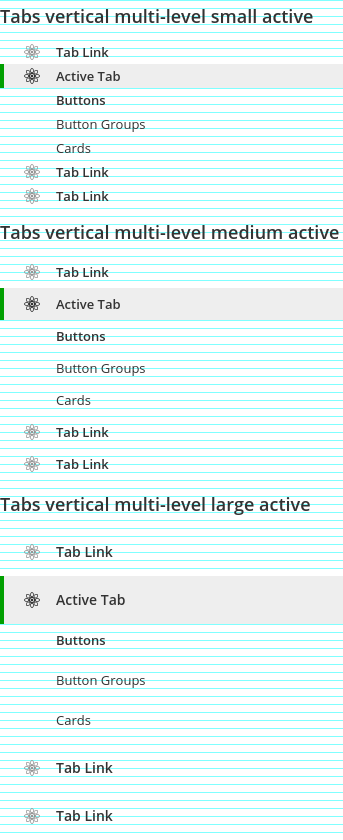 Tabs vertical multi-level small active
Tab Link
Active Tab
Buttons
Button Groups
Cards
Tab Link
Tab Link
Tabs vertical multi-level medium active
Tab Link
Active Tab
Buttons
Button Groups
Cards
Tab Link
Tab Link
Tabs vertical multi-level large active
Tab Link
Active Tab
Buttons
Button Groups
Cards
Tab Link
Tab Link